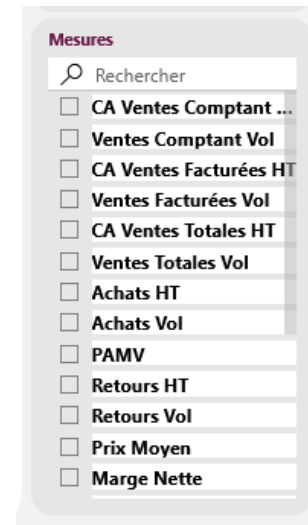 Mesures
Rechercher
CA Ventes Comptant ...
Ventes Comptant Vol
CA Ventes Facturées HT
Ventes Facturées Vol
CA Ventes Totales HT
Ventes Totales Vol
Achats HT
Achats Vol
PAMV
Retours HT
Retours Vol
Prix Moyen
Marge Nette